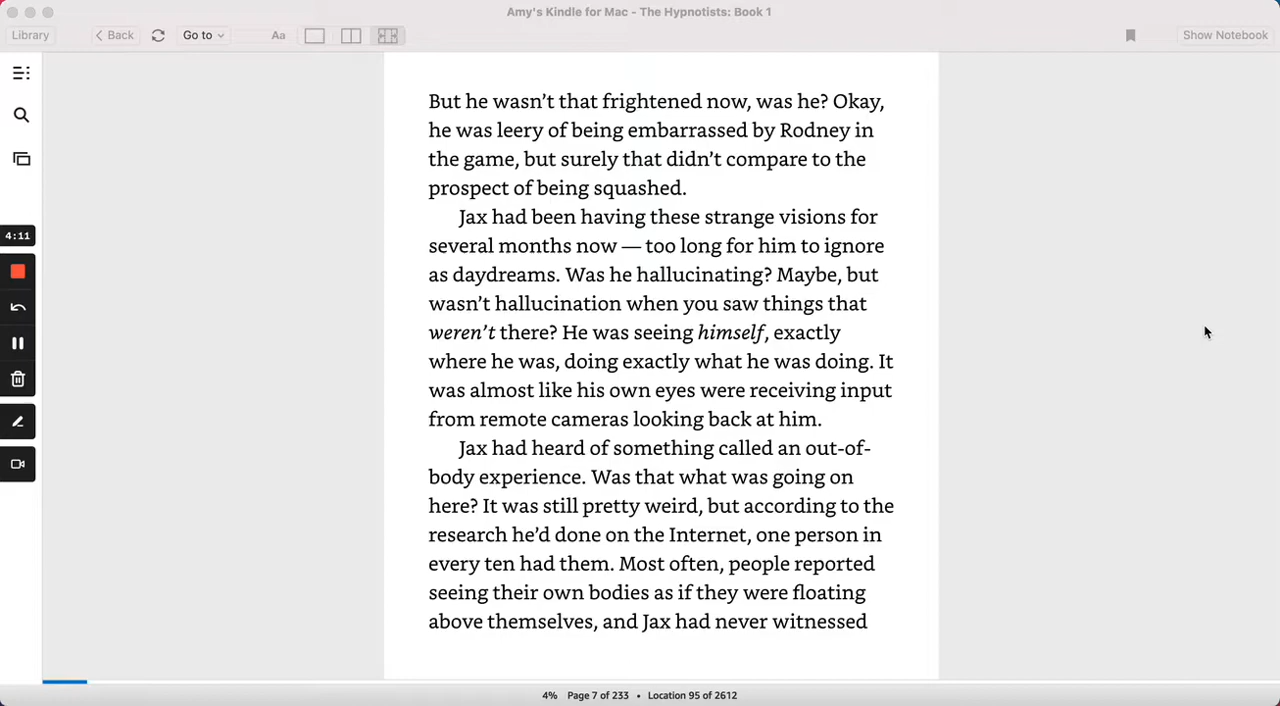 Amy's Kindle for Mac - The Hypnotists: Book 1
Library
Back
Go to
Aa
Show Notebook
4:11
But he wasn't that frightened now, was he? Okay,
he was leery of being embarrassed by Rodney in
the game, but surely that didn't compare to the
prospect of being squashed.
Jax had been having these strange visions for
several months now — too long for him to ignore
as daydreams. Was he hallucinating? Maybe, but
wasn't hallucination when you saw things that
weren't there? He was seeing himself, exactly
where he was, doing exactly what he was doing. It
was almost like his own eyes were receiving input
from remote cameras looking back at him.
Jax had heard of something called an out-of-
body experience. Was that what was going on
here? It was still pretty weird, but according to the
research he'd done on the Internet, one person in
every ten had them. Most often, people reported
seeing their own bodies as if they were floating
above themselves, and Jax had never witnessed
4% Page 7 of 233 • Location 95 of 2612